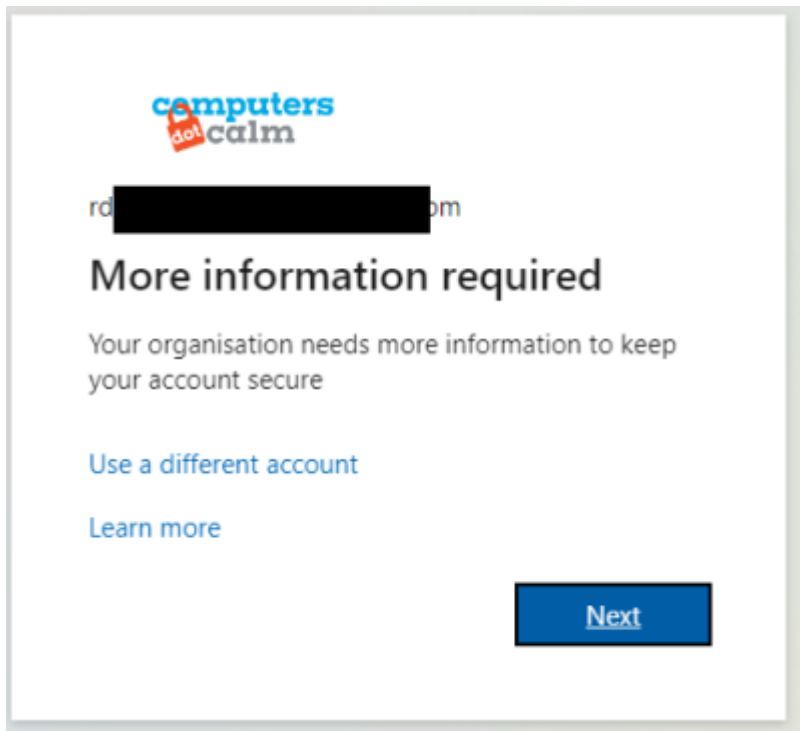 computers
dot calm
rd om
More information required
Your organisation needs more information to keep
your account secure
Use a different account
Learn more
Next